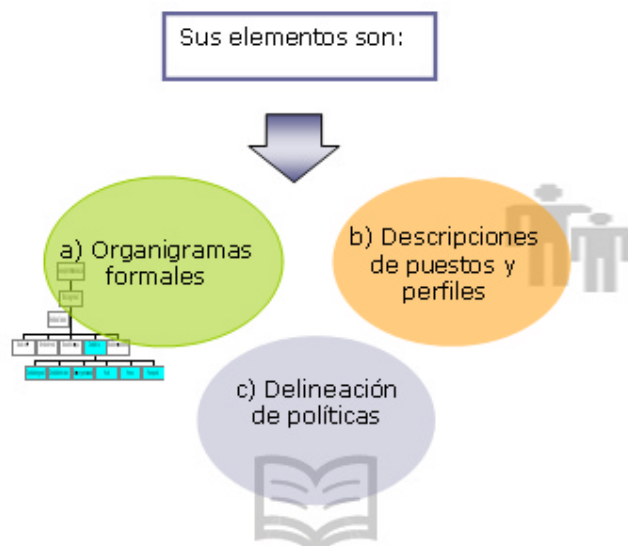 Sus elementos son:
a) Organigramas
formales
b) Descripciones
de puestos y
perfiles
c) Delineación
de políticas